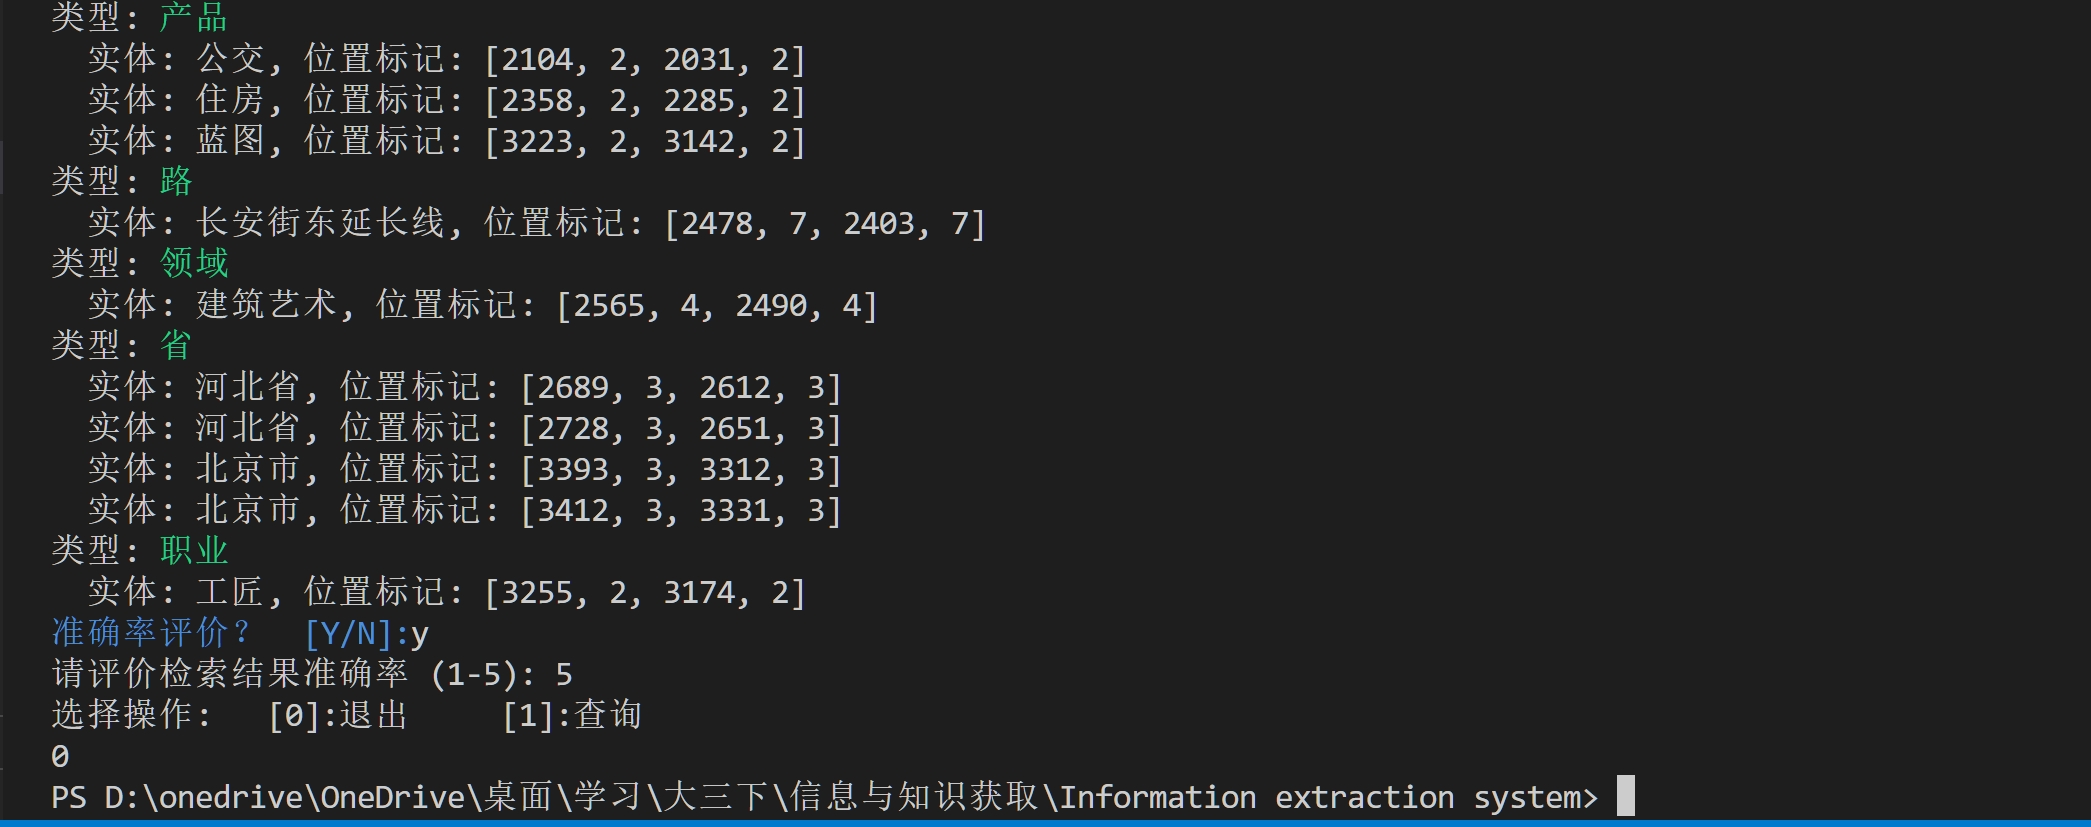 类型: 产品
实体: 公交, 位置标记: [2104, 2, 2031, 2]
实体: 住房, 位置标记: [2358, 2, 2285, 2]
实体: 蓝图, 位置标记: [3223, 2, 3142, 2]
类型: 路
实体: 长安街东延长线, 位置标记: [2478, 7, 2403, 7]
类型: 领域
实体: 建筑艺术, 位置标记: [2565, 4, 2490, 4]
类型: 省
实体: 河北省, 位置标记: [2689, 3, 2612, 3]
实体: 河北省, 位置标记: [2728, 3, 2651, 3]
实体: 北京市, 位置标记: [3393, 3, 3312, 3]
实体: 北京市, 位置标记: [3412, 3, 3331, 3]
类型: 职业
实体: 工匠, 位置标记: [3255, 2, 3174, 2]
准确率评价? [Y/N]:y
请评价检索结果准确率 (1-5): 5
选择操作: [0]:退出 [1]:查询
0
PS D:\onedrive\OneDrive\桌面\学习\大三下\信息与知识获取\Information extraction system>